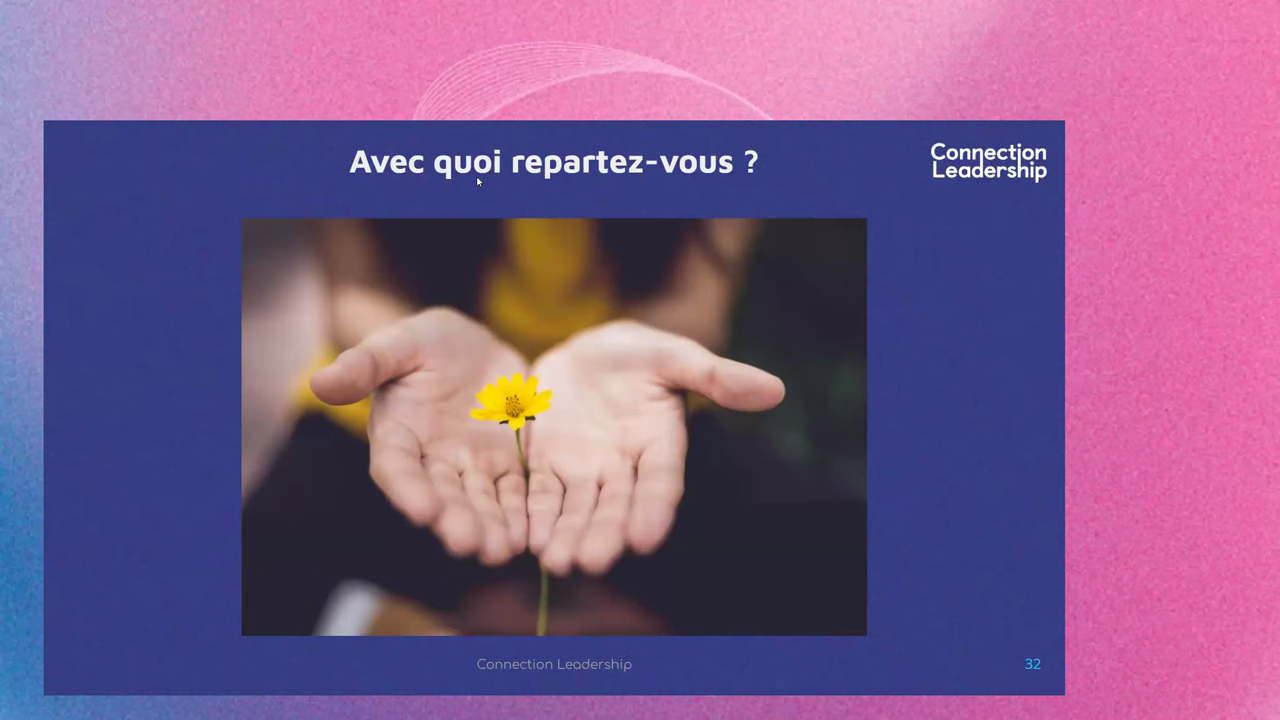 Avec quoi repartez-vous ?
Connection
Leadership
Connection Leadership
32